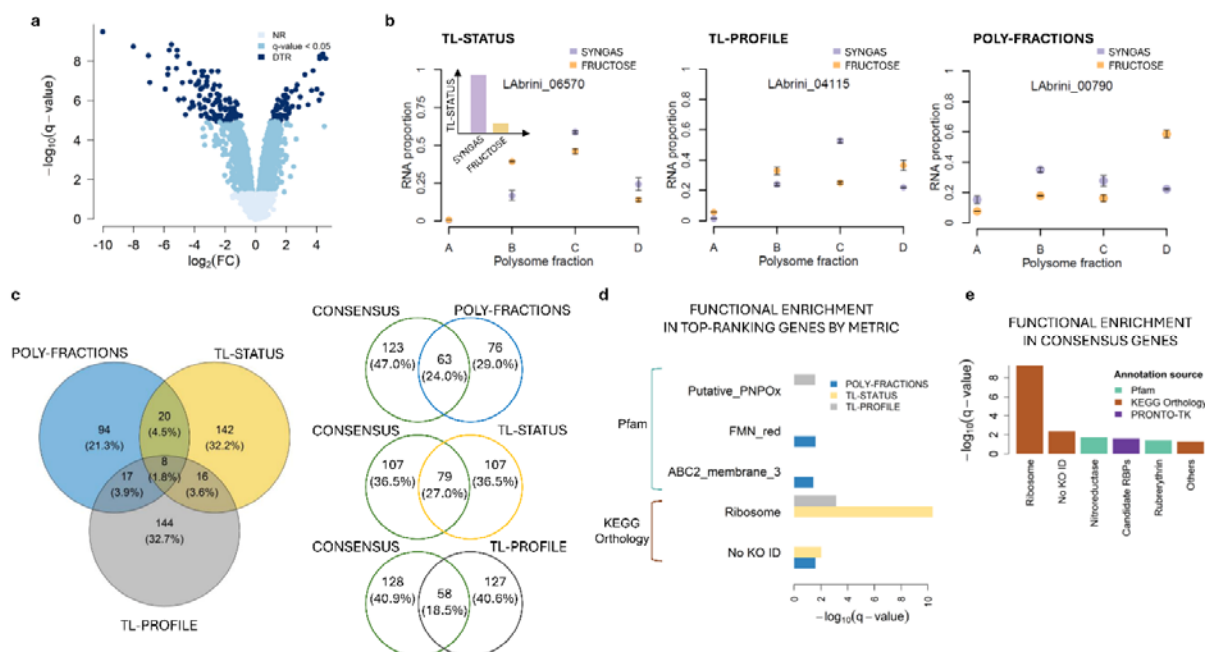 a
NR
q-value < 0.05
DTR
−log10(q − value)
8
6
4
2
0
-10 -8 -6 -4 -2 0 2 4
log2(FC)
b
TL-STATUS
SYNGAS
FRUCTOSE
LAbrini_06570
TL-STATUS
SYNGAS
FRUCTOSE
RNA proportion
1
0.75
0.5
0.25
0
A B C D
Polysome fraction
TL-PROFILE
SYNGAS
FRUCTOSE
LAbrini_04115
RNA proportion
1
0.8
0.6
0.4
0.2
0
A B C D
Polysome fraction
POLY-FRACTIONS
SYNGAS
FRUCTOSE
LAbrini_00790
RNA proportion
1
0.8
0.6
0.4
0.2
0
A B C D
Polysome fraction
c
POLY-FRACTIONS
TL-STATUS
TL-PROFILE
94
(21.3%)
20
(4.5%)
142
(32.2%)
8
(1.8%)
17
(3.9%)
16
(3.6%)
144
(32.7%)
CONSENSUS
POLY-FRACTIONS
123
(47.0%)
63
(24.0%)
76
(29.0%)
CONSENSUS
TL-STATUS
107
(36.5%)
79
(27.0%)
107
(36.5%)
CONSENSUS
TL-PROFILE
128
(40.9%)
58
(18.5%)
127
(40.6%)
d
FUNCTIONAL ENRICHMENT
IN TOP-RANKING GENES BY METRIC
POLY-FRACTIONS
TL-STATUS
TL-PROFILE
Pfam
Putative_PNPOx
FMN_red
ABC2_membrane_3
KEGG
Orthology
Ribosome
No KO ID
0 2 4 6 8 10
−log10(q − value)
e
FUNCTIONAL ENRICHMENT
IN CONSENSUS GENES
Annotation source
Pfam
KEGG Orthology
PRONTO-TK
−log10(q − value)
8
6
4
2
0
Ribosome
No KO ID
Nitroreductase
Candidate RBPs
Rubrerythrin
Others